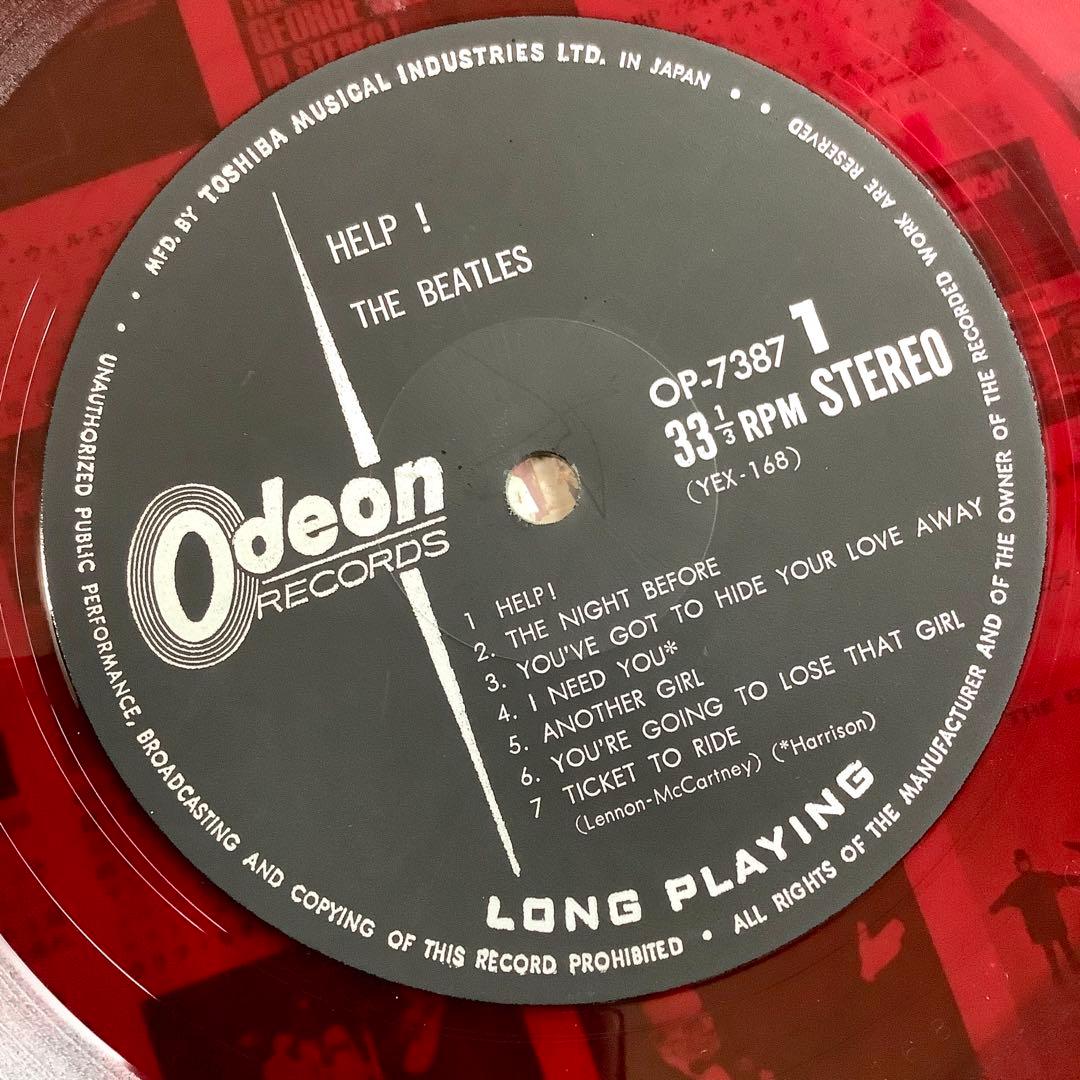 MFD. BY TOSHIBA MUSICAL INDUSTRIES LTD. IN JAPAN
HELP !
THE BEATLES
OP-7387 1
33 1/3 RPM STEREO
(YEX-168)
Odeon
RECORDS
1 HELP!
2. THE NIGHT BEFORE
3. YOU'VE GOT TO HIDE YOUR LOVE AWAY
4. I NEED YOU*
5. ANOTHER GIRL
6. YOU'RE GOING TO LOSE THAT GIRL
7 TICKET TO RIDE
(Lennon-McCartney) (*Harrison)
LONG PLAYING
UNAUTHORIZED PUBLIC PERFORMANCE, BROADCASTING AND COPYING OF THIS RECORD PROHIBITED • ALL RIGHTS OF THE MANUFACTURER AND OF THE OWNER OF THE RECORDED WORK ARE RESERVED
GEORGE
IN STEREO!